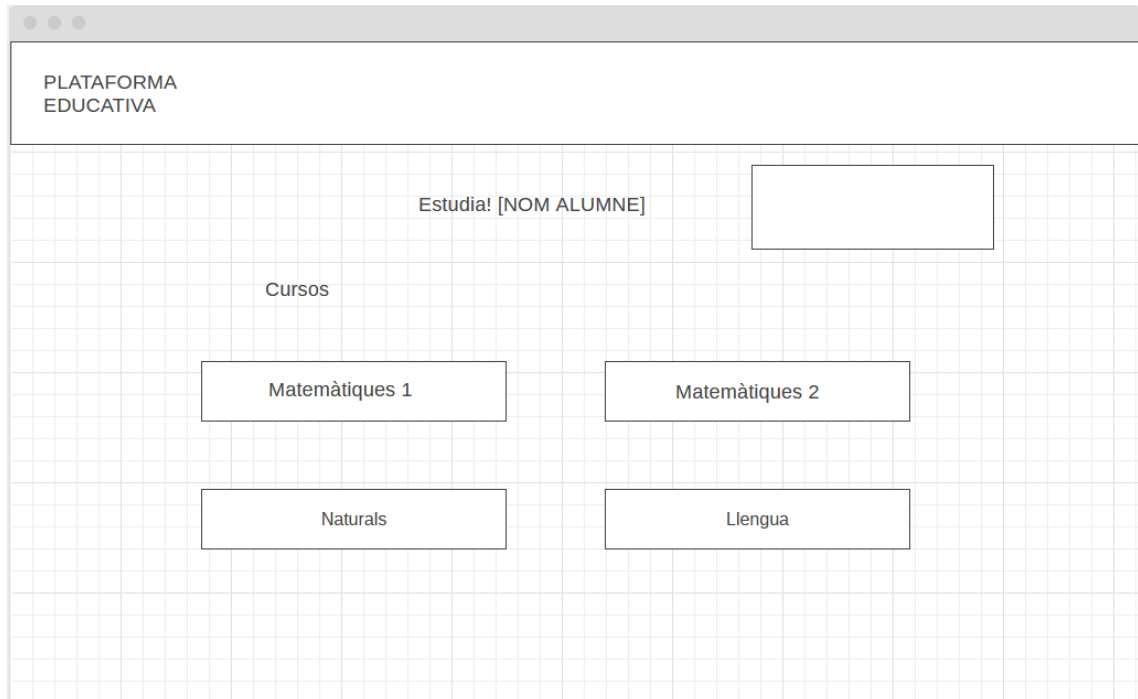 PLATAFORMA
EDUCATIVA
Estudia! [NOM ALUMNE]
Cursos
Matemàtiques 1
Matemàtiques 2
Naturals
Llengua